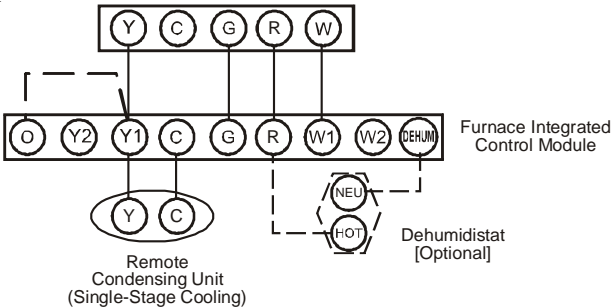 Y C G R W
O Y2 Y1 C G R W1 W2 DEHUM
Furnace Integrated
Control Module
NEU
Y C
HOT
Dehumidistat
[Optional]
Remote
Condensing Unit
(Single-Stage Cooling)